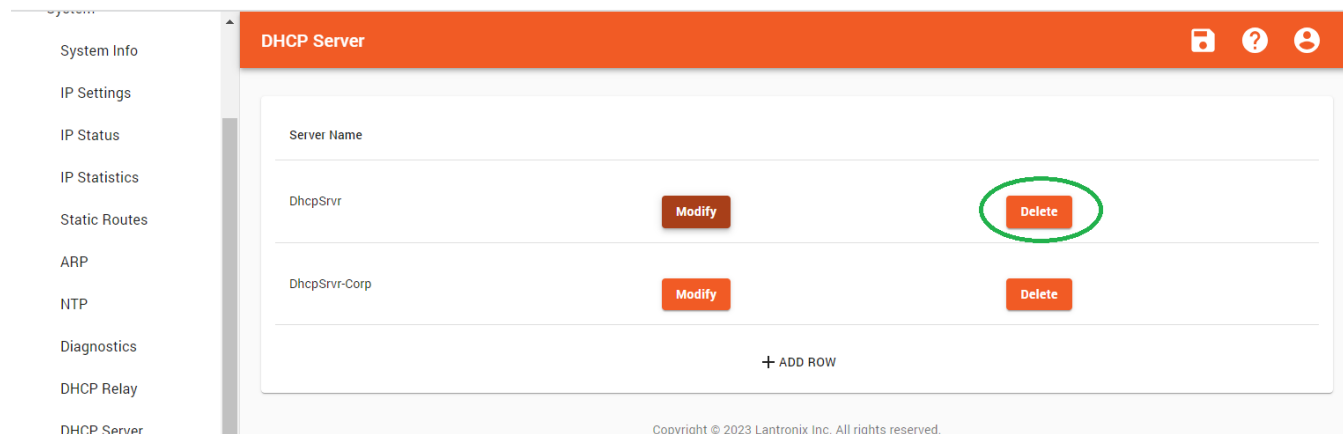 System
System Info
IP Settings
IP Status
IP Statistics
Static Routes
ARP
NTP
Diagnostics
DHCP Relay
DHCP Server
DHCP Server
Server Name
DhcpSrvr
Modify
Delete
DhcpSrvr-Corp
Modify
Delete
+ ADD ROW
Copyright © 2023 Lantronix Inc. All rights reserved.